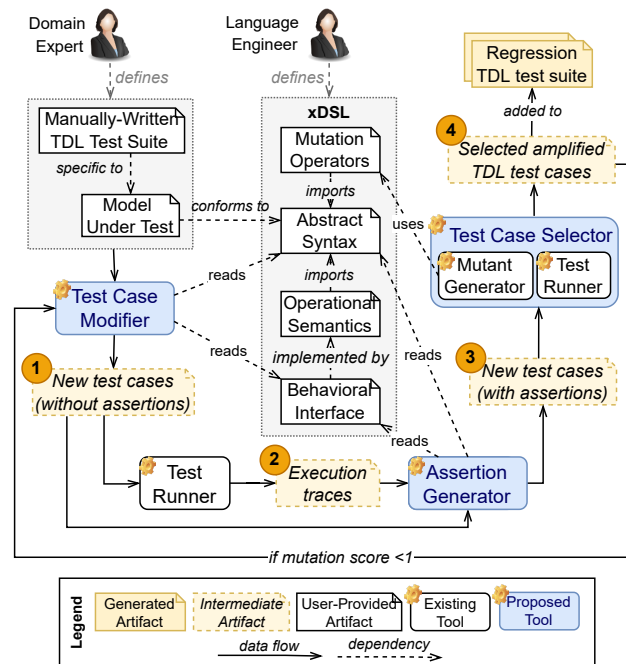 Domain
Expert
Language
Engineer
defines
defines
Manually-Written
TDL Test Suite
specific to
Model
Under Test
conforms to
xDSL
Mutation
Operators
imports
Abstract
Syntax
imports
Operational
Semantics
implemented by
Behavioral
Interface
Regression
TDL test suite
added to
4
Selected amplified
TDL test cases
uses
Test Case Selector
Mutant
Generator
Test
Runner
Test Case
Modifier
reads
reads
reads
reads
1
New test cases
(without assertions)
3
New test cases
(with assertions)
Test
Runner
2
Execution
traces
Assertion
Generator
if mutation score <1
Legend
Generated
Artifact
Intermediate
Artifact
User-Provided
Artifact
Existing
Tool
Proposed
Tool
data flow
dependency